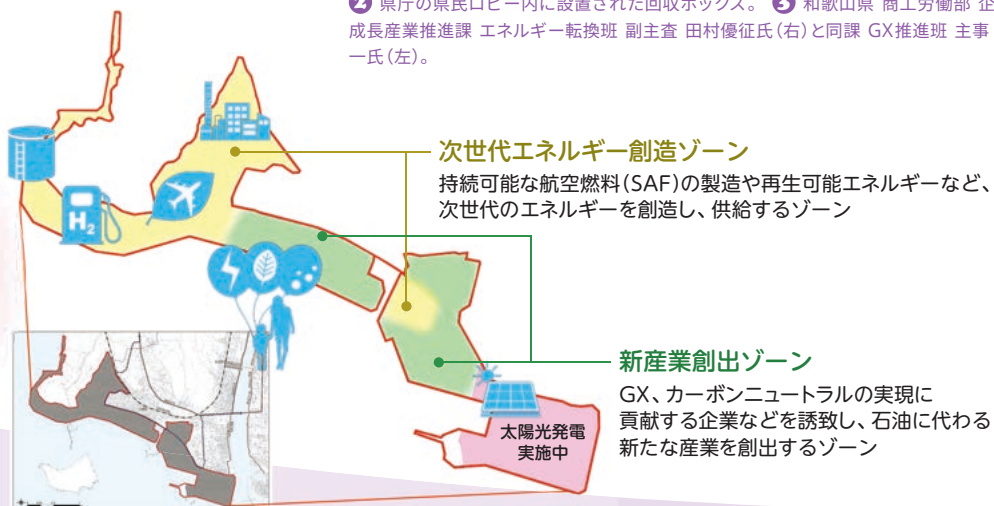 ❷ 県庁の県民ロビー内に設置された回収ボックス。 ❸ 和歌山県 商工労働部 企
成長産業推進課 エネルギー転換班 副主査 田村優征氏（右）と同課 GX推進班 主事
一氏（左）。
次世代エネルギー創造ゾーン
持続可能な航空燃料（SAF）の製造や再生可能エネルギーなど、
次世代のエネルギーを創造し、供給するゾーン
H2
新産業創出ゾーン
GX、カーボンニュートラルの実現に
貢献する企業などを誘致し、石油に代わる
新たな産業を創出するゾーン
太陽光発電
実施中